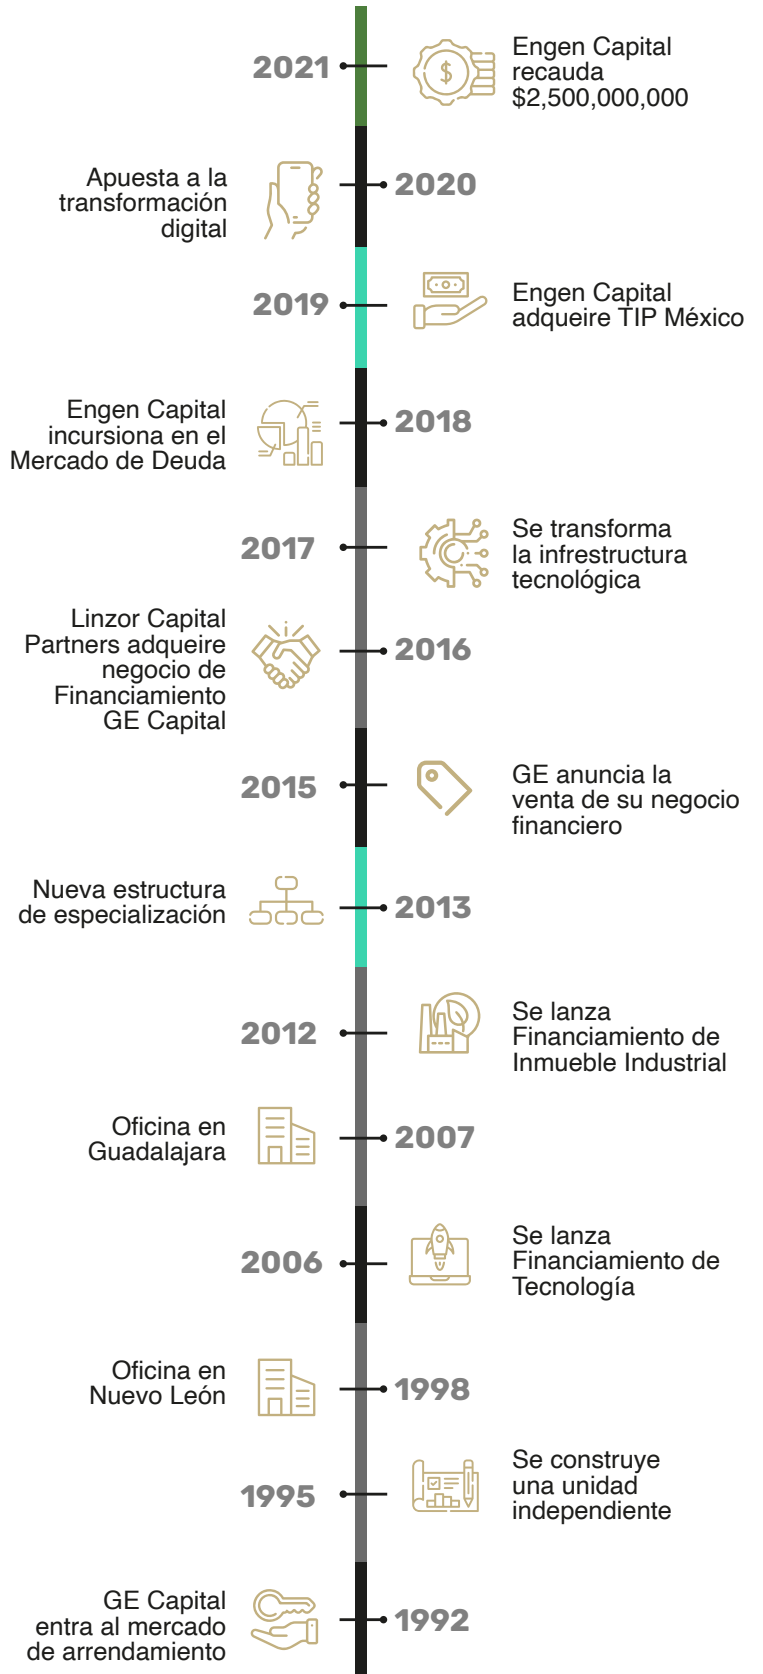 2021
Engen Capital
recauda
$2,500,000,000
Apuesta a la
transformación
digital
2020
2019
Engen Capital
adqueire TIP México
Engen Capital
incursiona en el
Mercado de Deuda
2018
2017
Se transforma
la infrestructura
tecnológica
Linzor Capital
Partners adqueire
negocio de
Financiamiento
GE Capital
2016
2015
GE anuncia la
venta de su negocio
financiero
Nueva estructura
de especialización
2013
2012
Se lanza
Financiamiento de
Inmueble Industrial
Oficina en
Guadalajara
2007
2006
Se lanza
Financiamiento de
Tecnología
Oficina en
Nuevo León
1998
1995
Se construye
una unidad
independiente
GE Capital
entra al mercado
de arrendamiento
1992